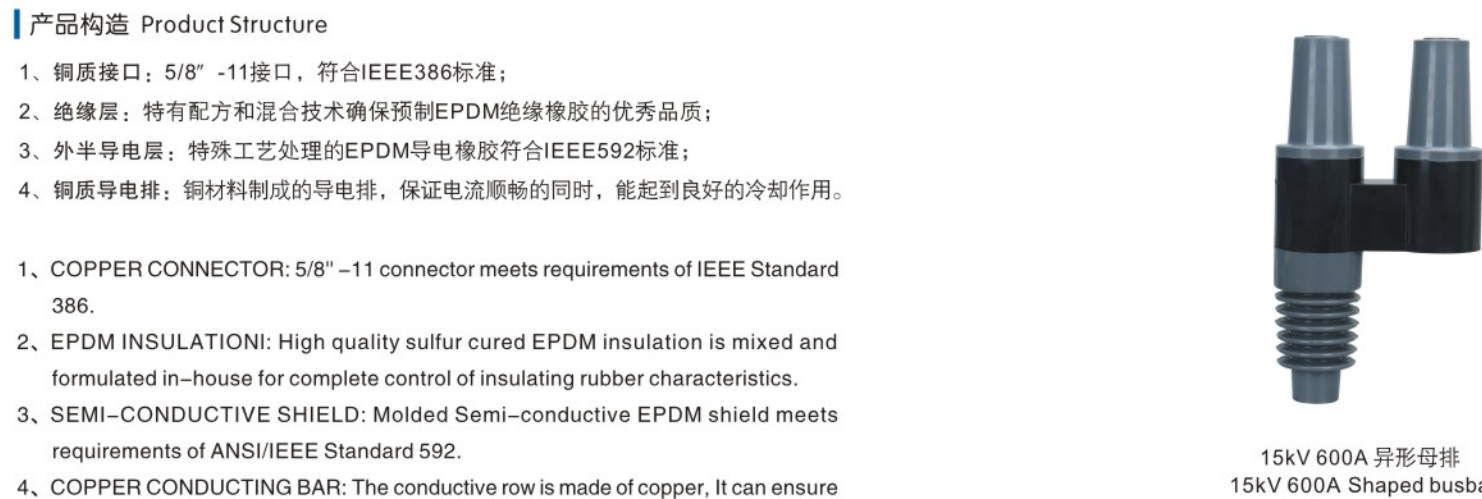 产品构造 Product Structure
1、铜质接口：5/8″ -11接口，符合IEEE386标准；
2、绝缘层：特有配方和混合技术确保预制EPDM绝缘橡胶的优秀品质；
3、外半导电层：特殊工艺处理的EPDM导电橡胶符合IEEE592标准；
4、铜质导电排：铜材料制成的导电排，保证电流顺畅的同时，能起到良好的冷却作用。
1、COPPER CONNECTOR: 5/8" –11 connector meets requirements of IEEE Standard
386.
2、EPDM INSULATIONI: High quality sulfur cured EPDM insulation is mixed and
formulated in–house for complete control of insulating rubber characteristics.
3、SEMI–CONDUCTIVE SHIELD: Molded Semi–conductive EPDM shield meets
requirements of ANSI/IEEE Standard 592.
4、COPPER CONDUCTING BAR: The conductive row is made of copper, It can ensure
15kV 600A 异形母排
15kV 600A Shaped